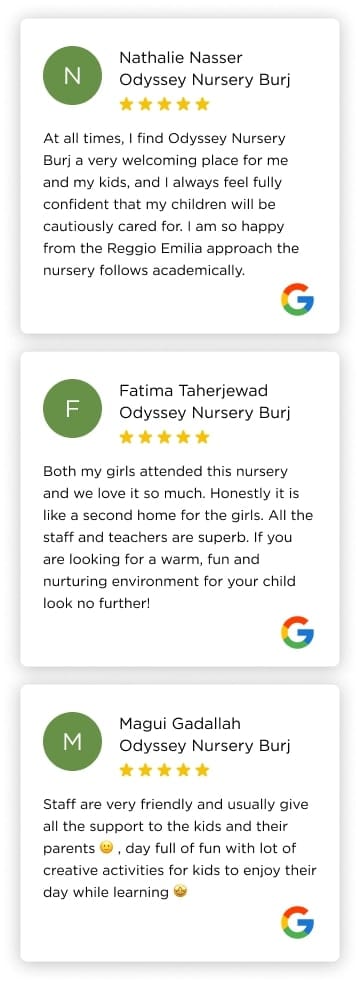 N
Nathalie Nasser
Odyssey Nursery Burj
At all times, I find Odyssey Nursery
Burj a very welcoming place for me
and my kids, and I always feel fully
confident that my children will be
cautiously cared for. I am so happy
from the Reggio Emilia approach the
nursery follows academically.
G
F
Fatima Taherjewad
Odyssey Nursery Burj
Both my girls attended this nursery
and we love it so much. Honestly it is
like a second home for the girls. All the
staff and teachers are superb. If you
are looking for a warm, fun and
nurturing environment for your child
look no further!
G
M
Magui Gadallah
Odyssey Nursery Burj
Staff are very friendly and usually give
all the support to the kids and their
parents 🙂 , day full of fun with lot of
creative activities for kids to enjoy their
day while learning 🤩
G